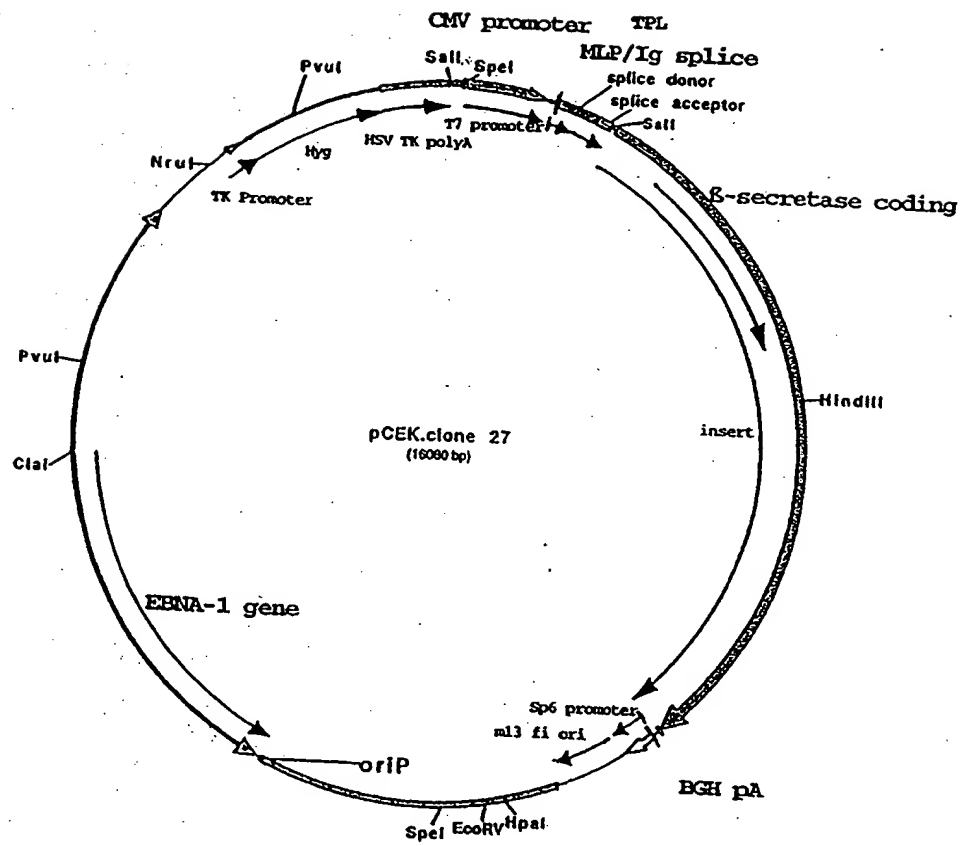 CMV promoter TPL
MLP/Ig splice
SalI SpeI
splice donor
splice acceptor
SalI
PvuI
T7 promoter
HSV TK polyA
Hyg
NruI
TK Promoter
ß-secretase coding
PvuI
HindIII
insert
pCEK.clone 27
(16080 bp)
ClaI
EBNA-1 gene
Sp6 promoter
m13 fi ori
oriP
BGH pA
SpeI EcoRV HpaI